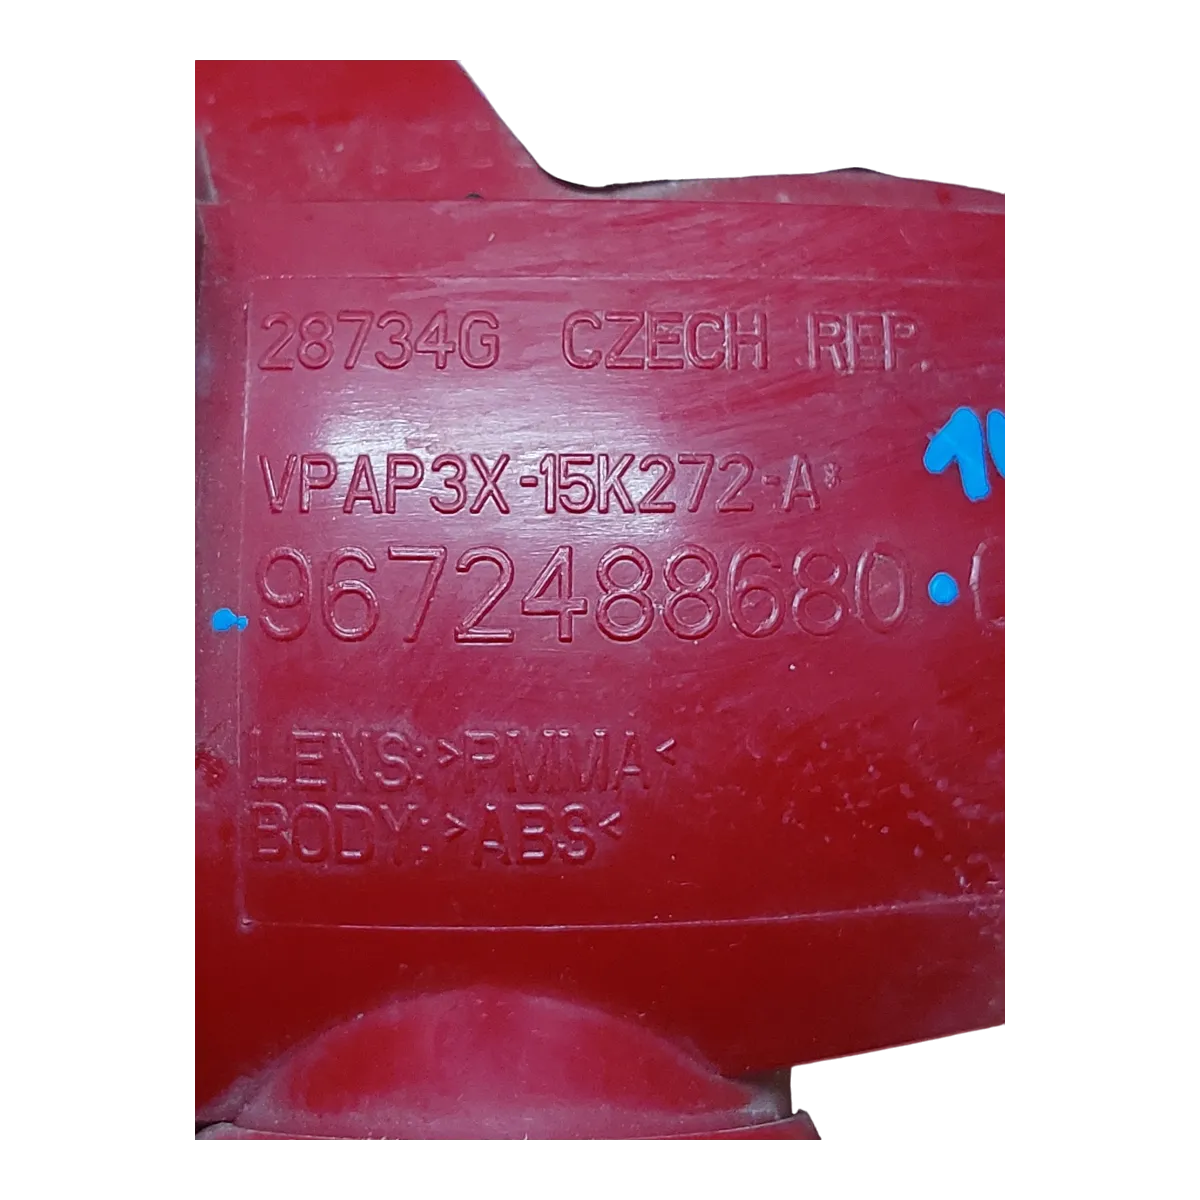 28734G CZECH REP.
VPAP3X-15K272-A*
9672488680
LENS:>PMMA<
BODY:>ABS<